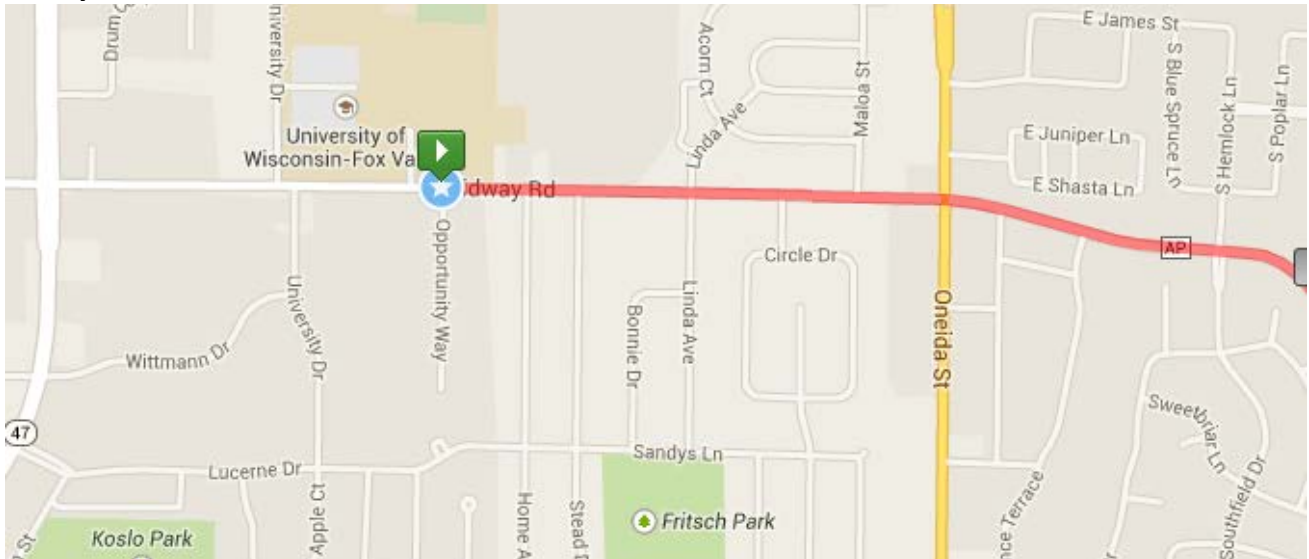 E James St
Drum
University Dr
Acorn Ct
S Blue Spruce Ln
S Hemlock Ln
S Poplar Ln
Maloa St
University of
Wisconsin-Fox Va
Linda Ave
E Juniper Ln
E Shasta Ln
idway Rd
AP
Opportunity Way
Circle Dr
University Dr
Linda Ave
Bonnie Dr
Oneida St
Wittmann Dr
Sweetbriar Ln
47
Sandys Ln
Lucerne Dr
Apple Ct
Home A
Stead
Fritsch Park
nce Terrace
Southfield Dr
Koslo Park
St